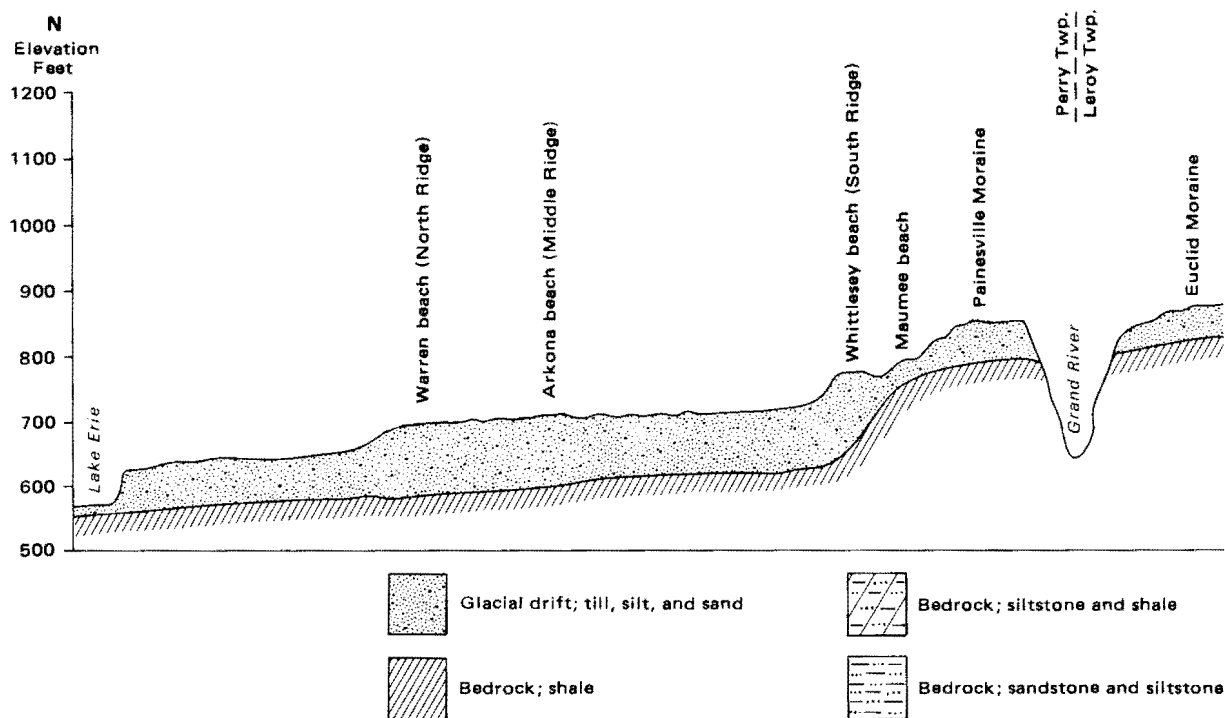 N
Elevation
Feet
1200
1100
1000
900
800
700
600
500
Lake Erie
Warren beach (North Ridge)
Arkona beach (Middle Ridge)
Whittlesey beach (South Ridge)
Maumee beach
Painesville Moraine
Perry Twp.
Leroy Twp.
Grand River
Euclid Moraine
Glacial drift; till, silt, and sand
Bedrock; siltstone and shale
Bedrock; shale
Bedrock; sandstone and siltstone